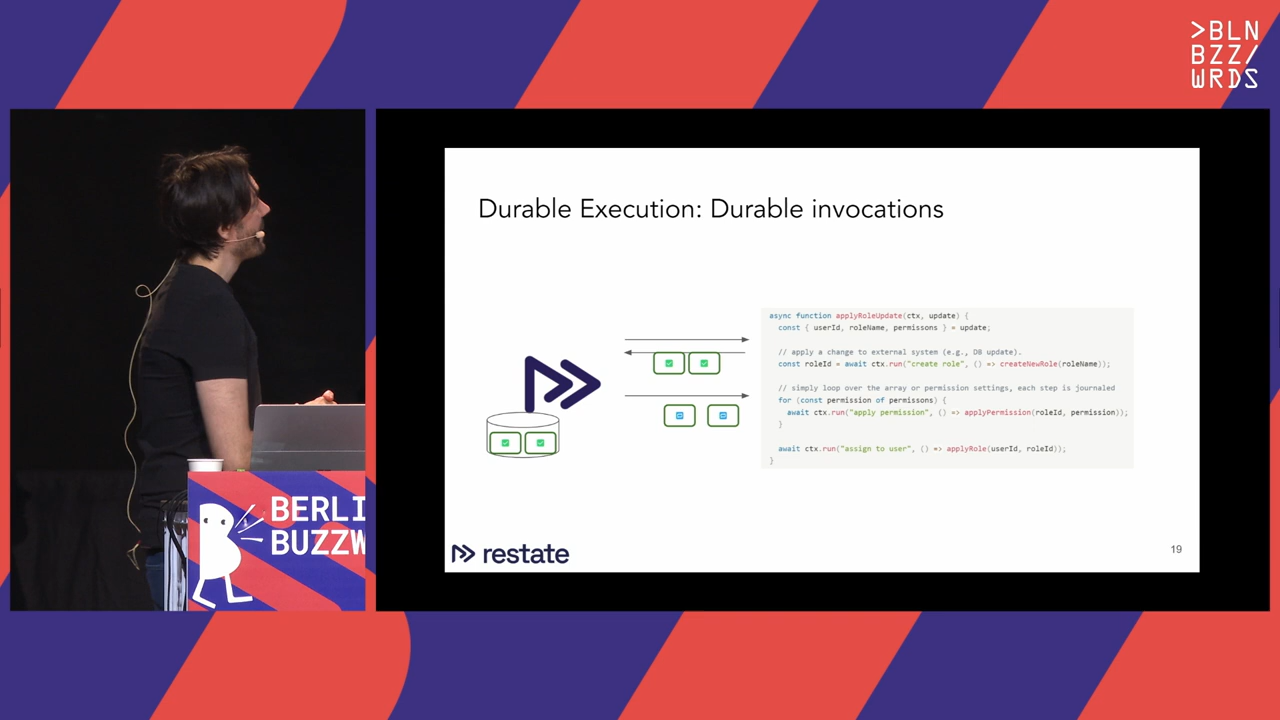 >BLN
BZZ/
WRDS
Durable Execution: Durable invocations
async function applyRoleUpdate(ctx, update) {
const { userId, roleName, permissons } = update;
// apply a change to external system (e.g., DB update).
const roleId = await ctx.run("create role", () => createNewRole(roleName));
// simply loop over the array or permission settings, each step is journaled
for (const permission of permissons) {
await ctx.run("apply permission", () => applyPermission(roleId, permission));
}
await ctx.run("assign to user", () => applyRole(userId, roleId));
}
restate
19
BERLI
BUZZW